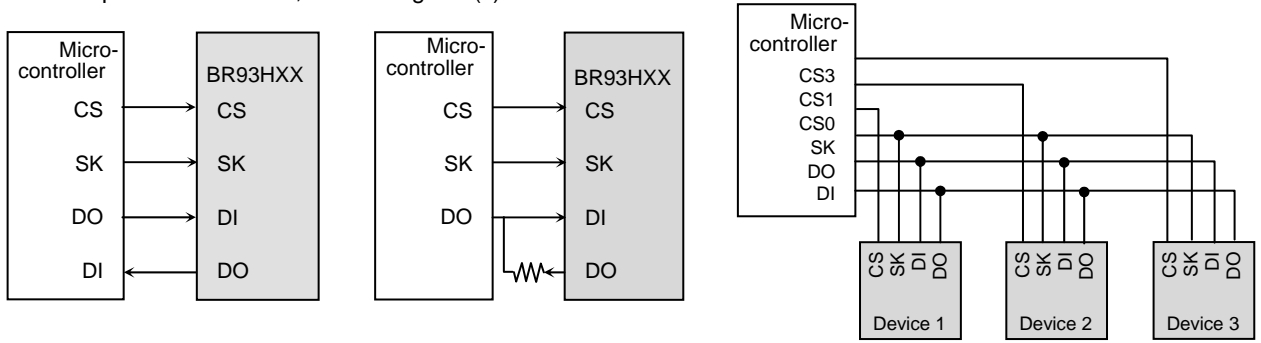 Micro-
controller
CS
SK
DO
DI
BR93HXX
CS
SK
DI
DO
Micro-
controller
CS
SK
DO
BR93HXX
CS
SK
DI
DO
Micro-
controller
CS3
CS1
CS0
SK
DO
DI
CS
SK
DI
DO
Device 1
CS
SK
DI
DO
Device 2
CS
SK
DI
DO
Device 3